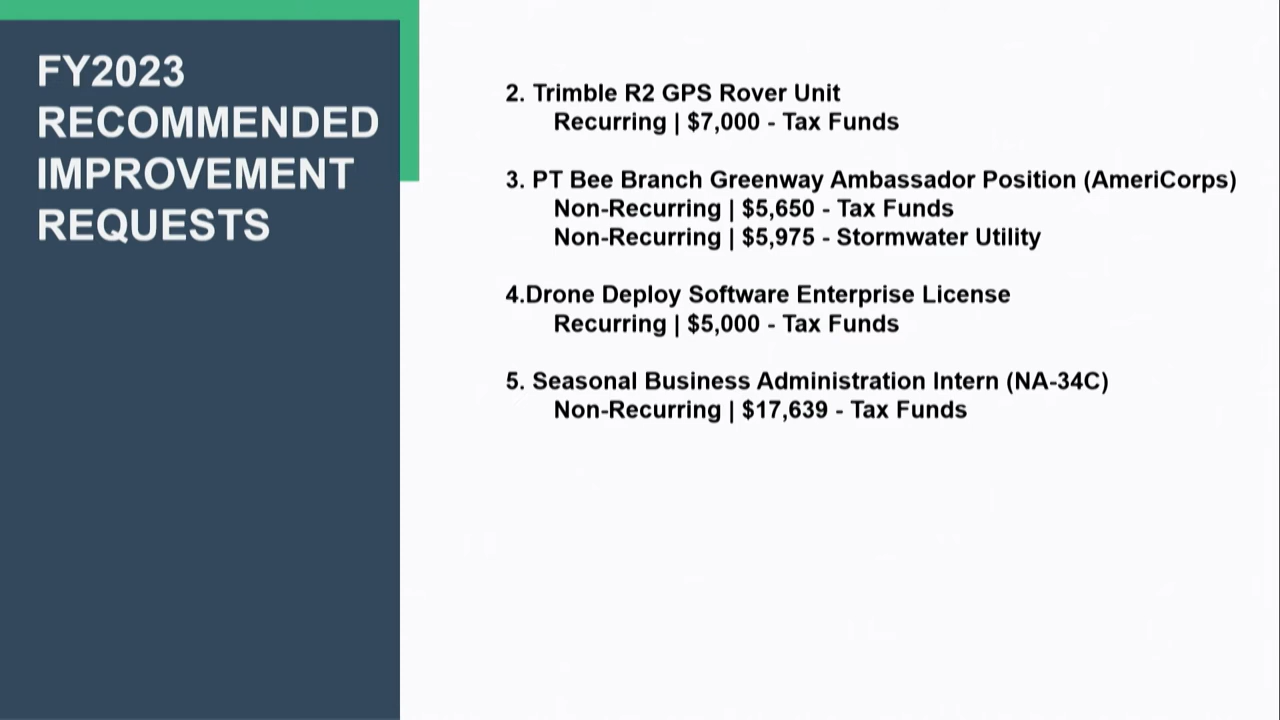 FY2023
RECOMMENDED
IMPROVEMENT
REQUESTS
2. Trimble R2 GPS Rover Unit
Recurring | $7,000 - Tax Funds
3. PT Bee Branch Greenway Ambassador Position (AmeriCorps)
Non-Recurring | $5,650 - Tax Funds
Non-Recurring | $5,975 - Stormwater Utility
4.Drone Deploy Software Enterprise License
Recurring | $5,000 - Tax Funds
5. Seasonal Business Administration Intern (NA-34C)
Non-Recurring | $17,639 - Tax Funds